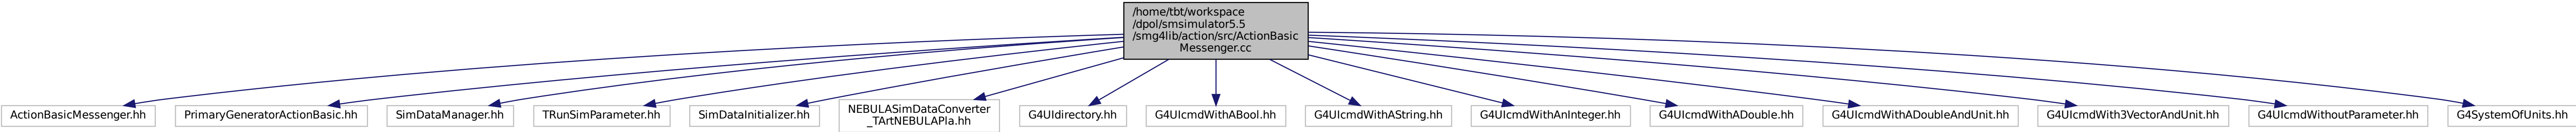 /home/tbt/workspace
/dpol/smsimulator5.5
/smg4lib/action/src/ActionBasic
Messenger.cc
ActionBasicMessenger.hh
PrimaryGeneratorActionBasic.hh
SimDataManager.hh
TRunSimParameter.hh
SimDataInitializer.hh
NEBULASimDataConverter
_TArtNEBULAPla.hh
G4UIdirectory.hh
G4UIcmdWithABool.hh
G4UIcmdWithAString.hh
G4UIcmdWithAnInteger.hh
G4UIcmdWithADouble.hh
G4UIcmdWithADoubleAndUnit.hh
G4UIcmdWith3VectorAndUnit.hh
G4UIcmdWithoutParameter.hh
G4SystemOfUnits.hh